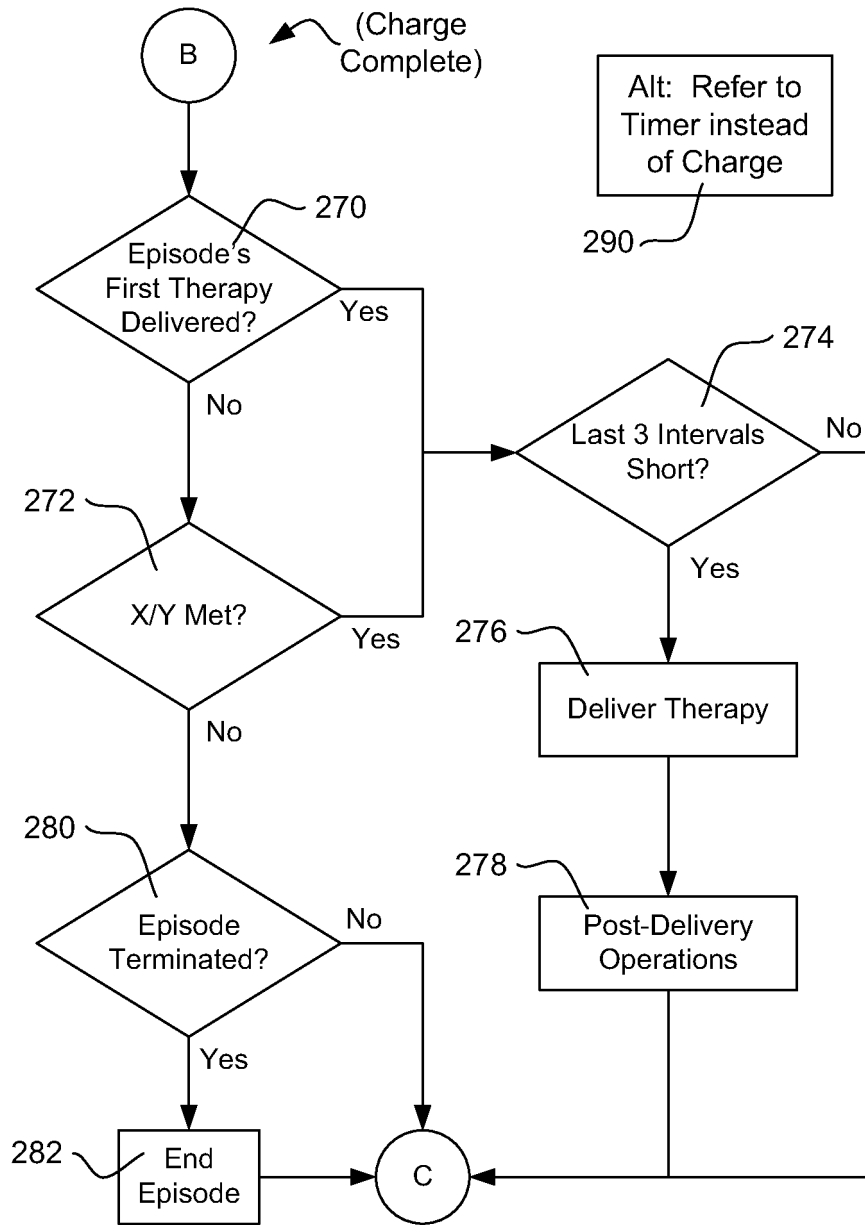 B
(Charge
Complete)
Alt: Refer to
Timer instead
of Charge
290
270
Episode's
First Therapy
Delivered?
Yes
No
274
Last 3 Intervals
Short?
No
Yes
272
X/Y Met?
Yes
No
276
Deliver Therapy
280
Episode
Terminated?
No
Yes
278
Post-Delivery
Operations
282
End
Episode
C